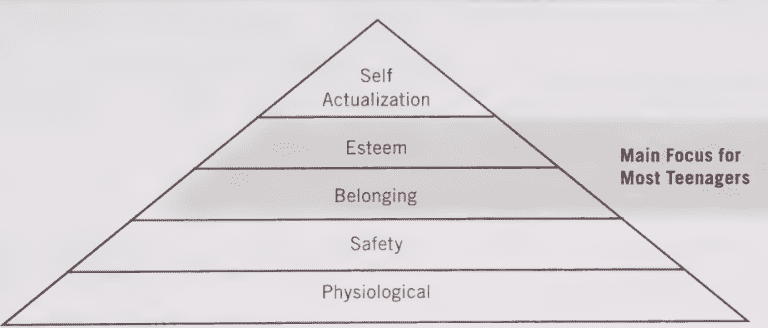 Self
Actualization
Esteem
Main Focus for
Most Teenagers
Belonging
Safety
Physiological